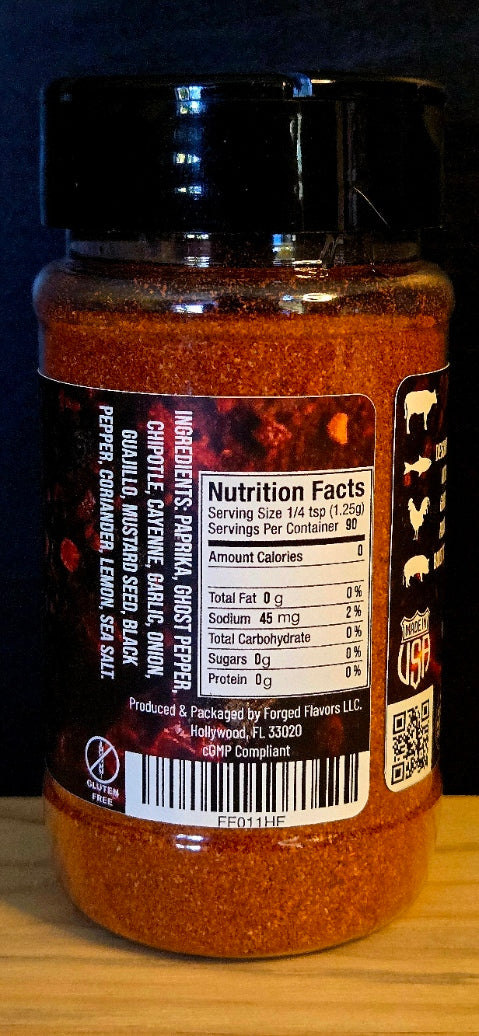 INGREDIENTS: PAPRIKA, GHOST PEPPER,
CHIPOTLE, CAYENNE, GARLIC, ONION,
GUAJILLO, MUSTARD SEED, BLACK
PEPPER, CORIANDER, LEMON, SEA SALT
Nutrition Facts
Serving Size 1/4 tsp (1.25g)
Servings Per Container 90
Amount Calories 0
Total Fat 0 g 0%
Sodium 45 mg 2%
Total Carbohydrate 0%
Sugars 0g 0%
Protein 0g 0%
Produced & Packaged by Forged Flavors LLC.
Hollywood, FL 33020
cGMP Compliant
GLUTEN
FREE
FF011HF
MADE IN
USA